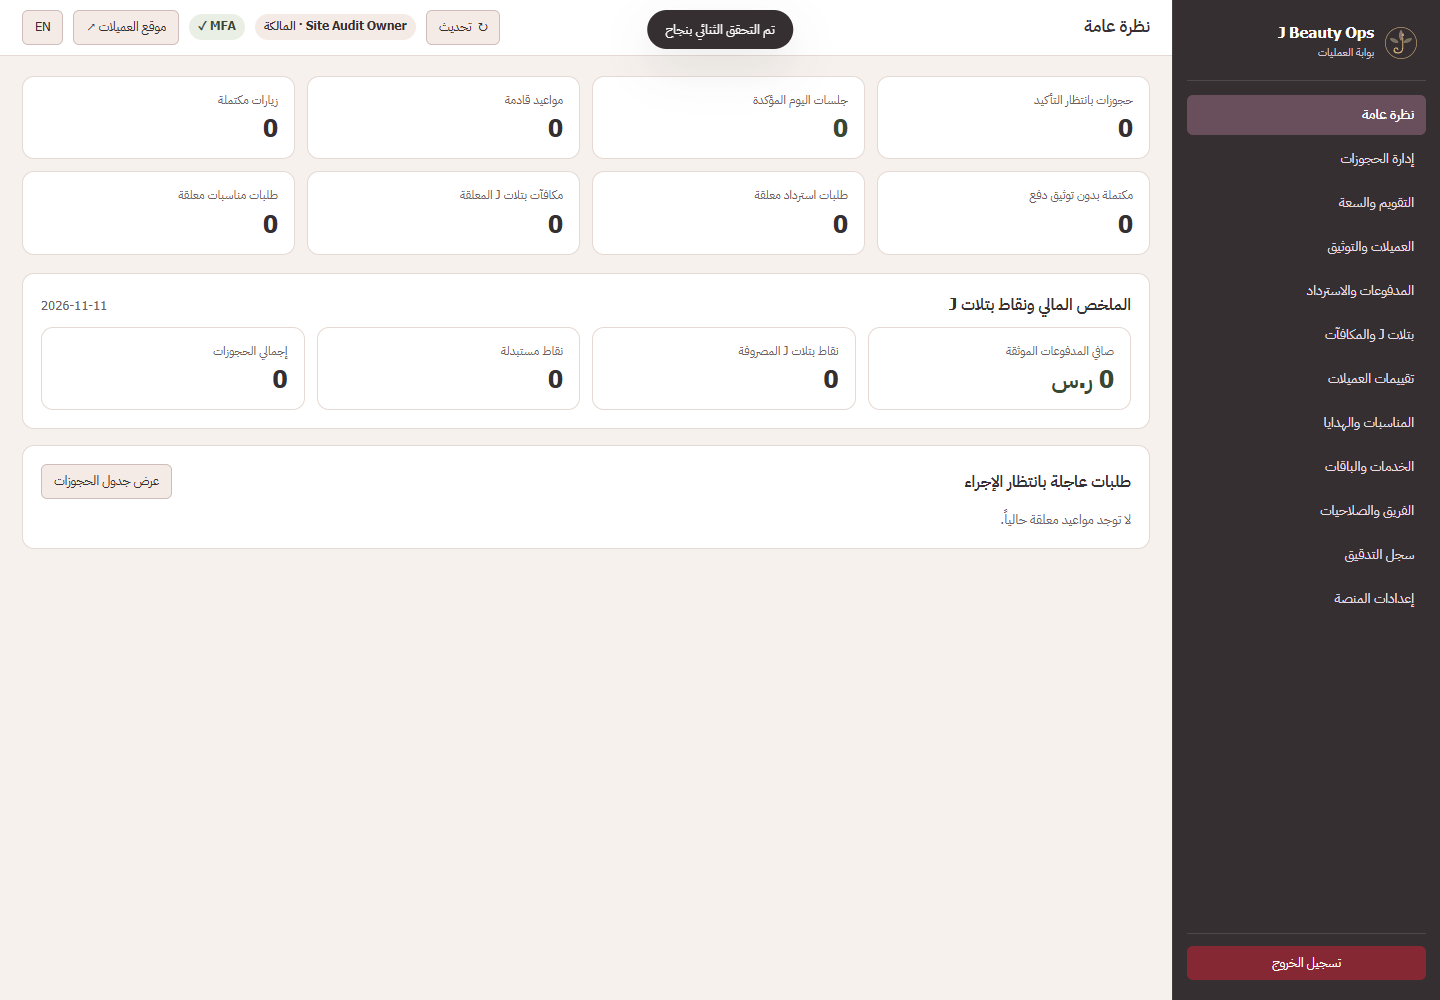 J Beauty Ops
بوابة العمليات
نظرة عامة
إدارة الحجوزات
التقويم والسعة
العميلات والتوثيق
المدفوعات والاسترداد
بتلات J والمكافآت
تقييمات العميلات
المناسبات والهدايا
الخدمات والباقات
الفريق والصلاحيات
سجل التدقيق
إعدادات المنصة
تسجيل الخروج
نظرة عامة
تم التحقق الثنائي بنجاح
↻ تحديث
Site Audit Owner · المالكة
MFA ✓
موقع العميلات ↗
EN
حجوزات بانتظار التأكيد
0
جلسات اليوم المؤكدة
0
مواعيد قادمة
0
زيارات مكتملة
0
مكتملة بدون توثيق دفع
0
طلبات استرداد معلقة
0
مكافآت بتلات J المعلقة
0
طلبات مناسبات معلقة
0
الملخص المالي ونقاط بتلات J
2026-11-11
صافي المدفوعات الموثقة
0 ر.س
نقاط بتلات J المصروفة
0
نقاط مستبدلة
0
إجمالي الحجوزات
0
طلبات عاجلة بانتظار الإجراء
عرض جدول الحجوزات
لا توجد مواعيد معلقة حالياً.